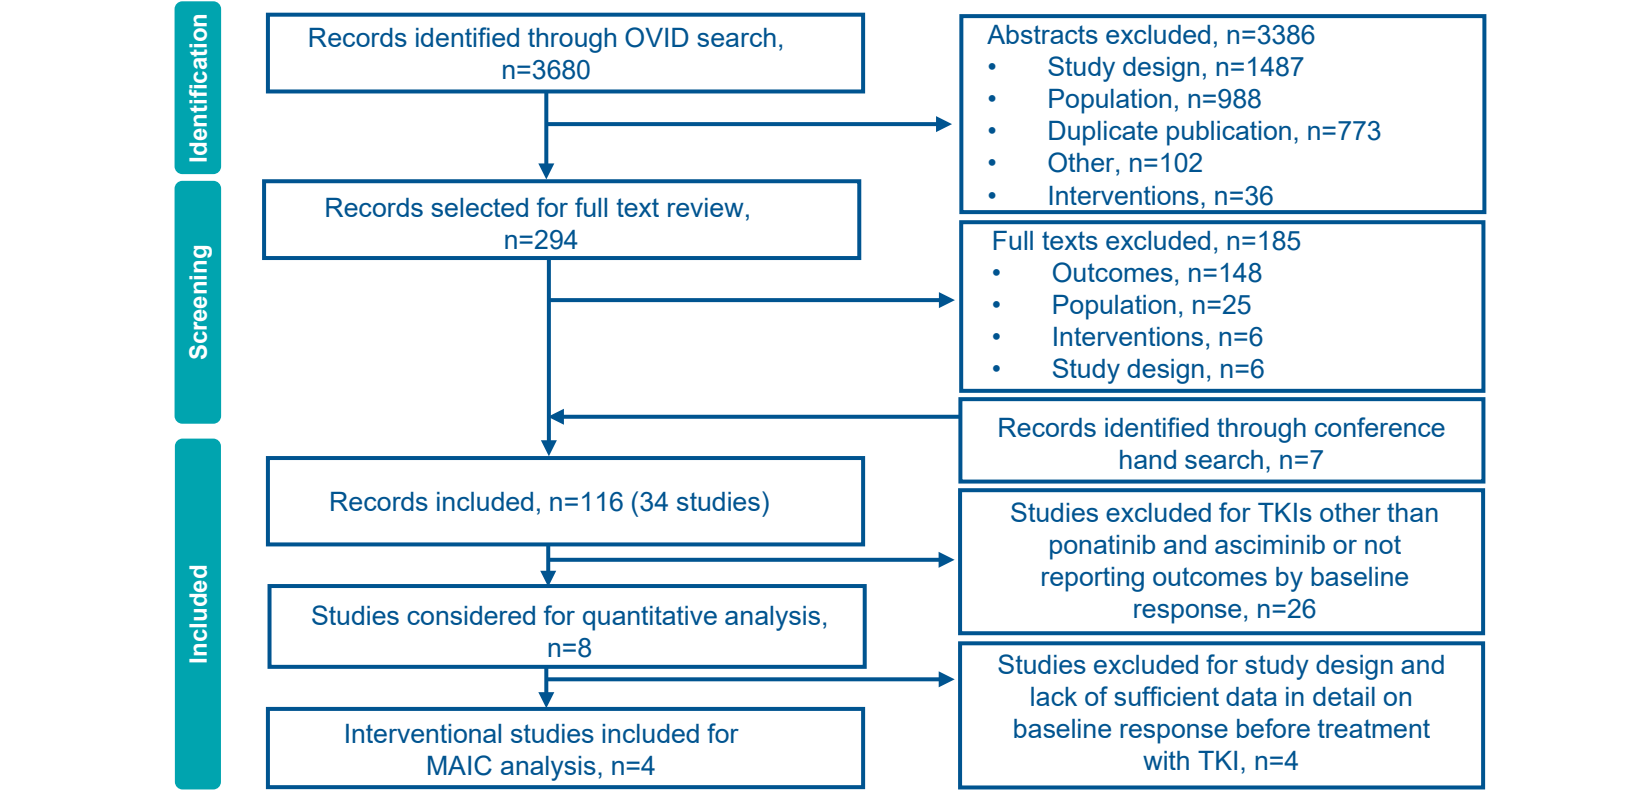 Identification
Records identified through OVID search,
n=3680
Abstracts excluded, n=3386
• Study design, n=1487
• Population, n=988
• Duplicate publication, n=773
• Other, n=102
• Interventions, n=36
Screening
Records selected for full text review,
n=294
Full texts excluded, n=185
• Outcomes, n=148
• Population, n=25
• Interventions, n=6
• Study design, n=6
Records identified through conference
hand search, n=7
Included
Records included, n=116 (34 studies)
Studies excluded for TKIs other than
ponatinib and asciminib or not
reporting outcomes by baseline
response, n=26
Studies considered for quantitative analysis,
n=8
Studies excluded for study design and
lack of sufficient data in detail on
baseline response before treatment
with TKI, n=4
Interventional studies included for
MAIC analysis, n=4